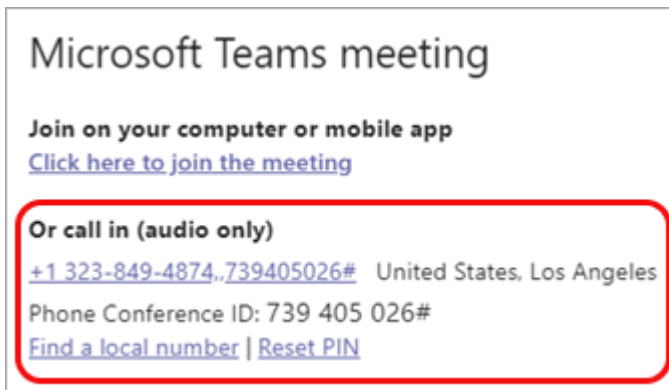 Microsoft Teams meeting
Join on your computer or mobile app
Click here to join the meeting
Or call in (audio only)
+1 323-849-4874,,739405026# United States, Los Angeles
Phone Conference ID: 739 405 026#
Find a local number | Reset PIN